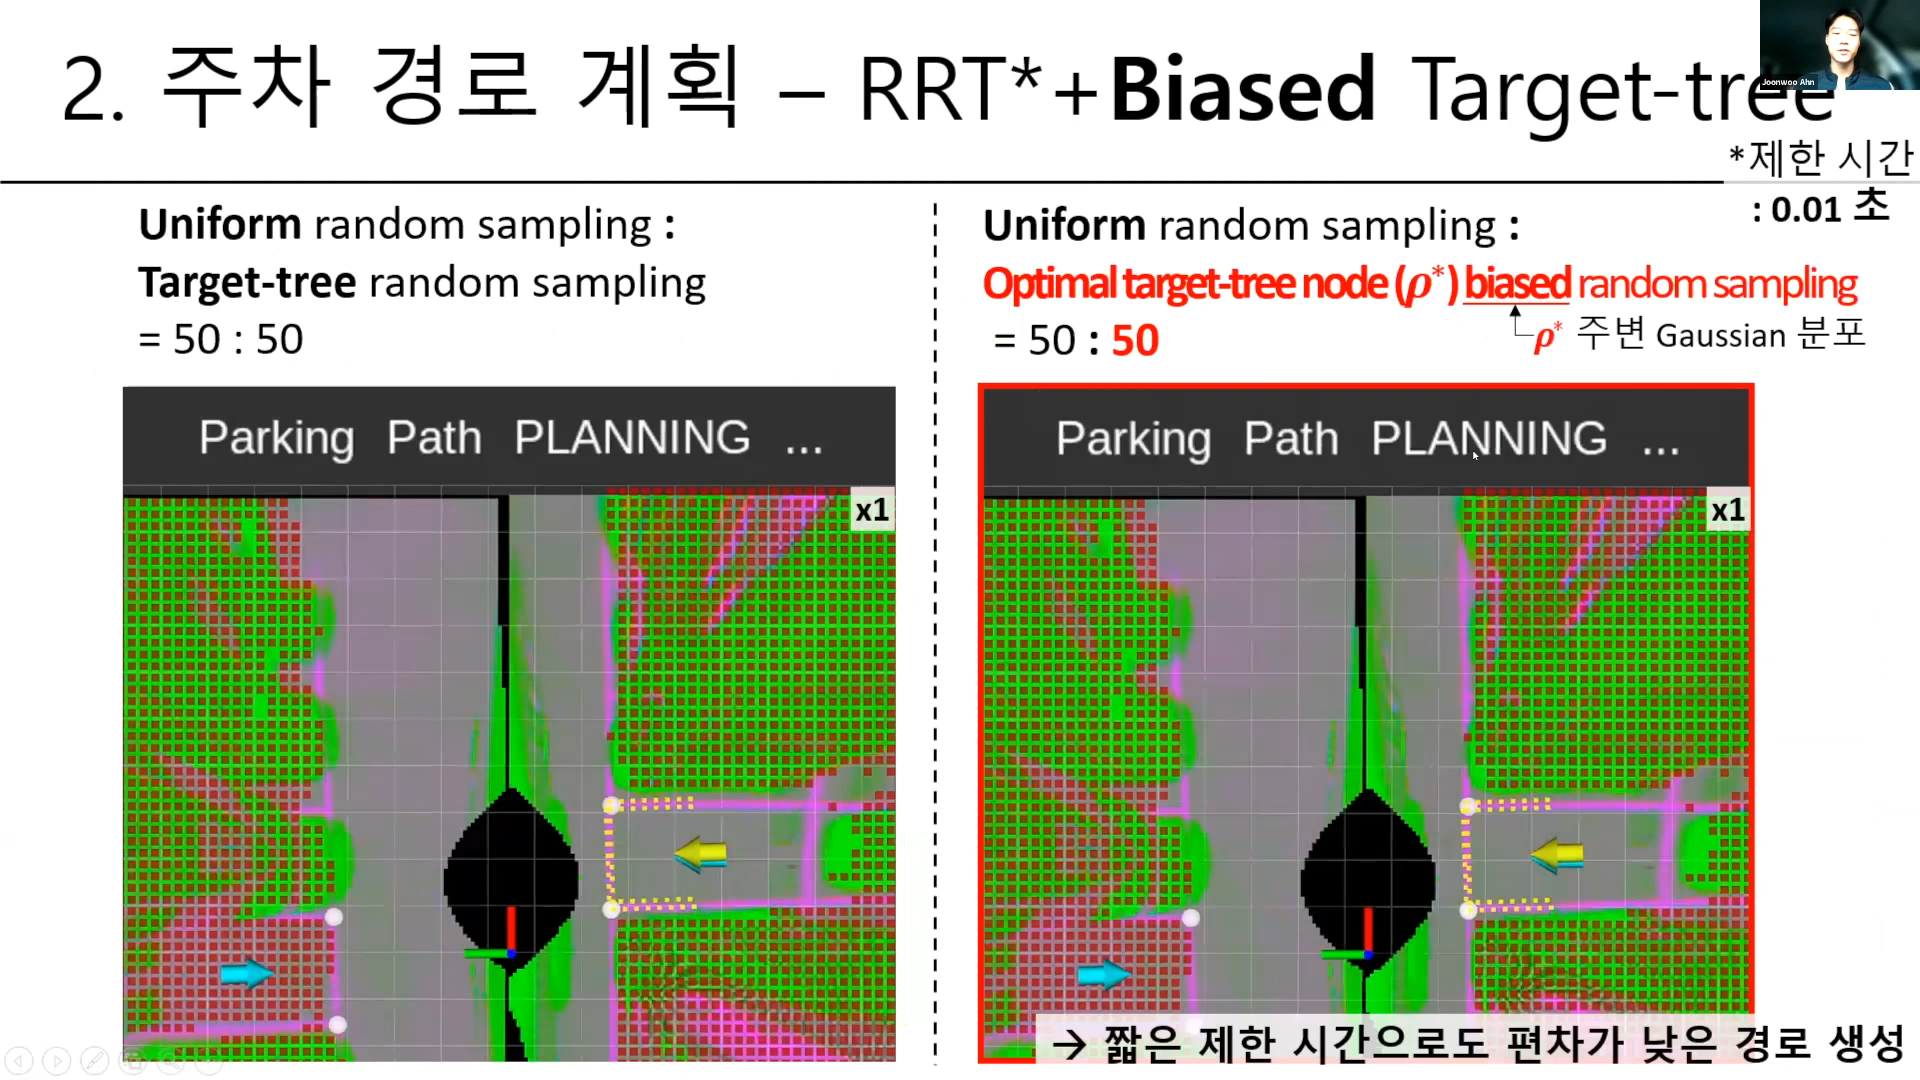 2. 주차 경로 계획 – RRT*+Biased Target-tree
Joonwoo Ahn
*제한 시간
: 0.01 초
Uniform random sampling :
Target-tree random sampling
= 50 : 50
Uniform random sampling :
Optimal target-tree node (ρ*) biased random sampling
= 50 : 50
ρ* 주변 Gaussian 분포
Parking Path PLANNING ...
x1
Parking Path PLANNING ...
x1
→ 짧은 제한 시간으로도 편차가 낮은 경로 생성